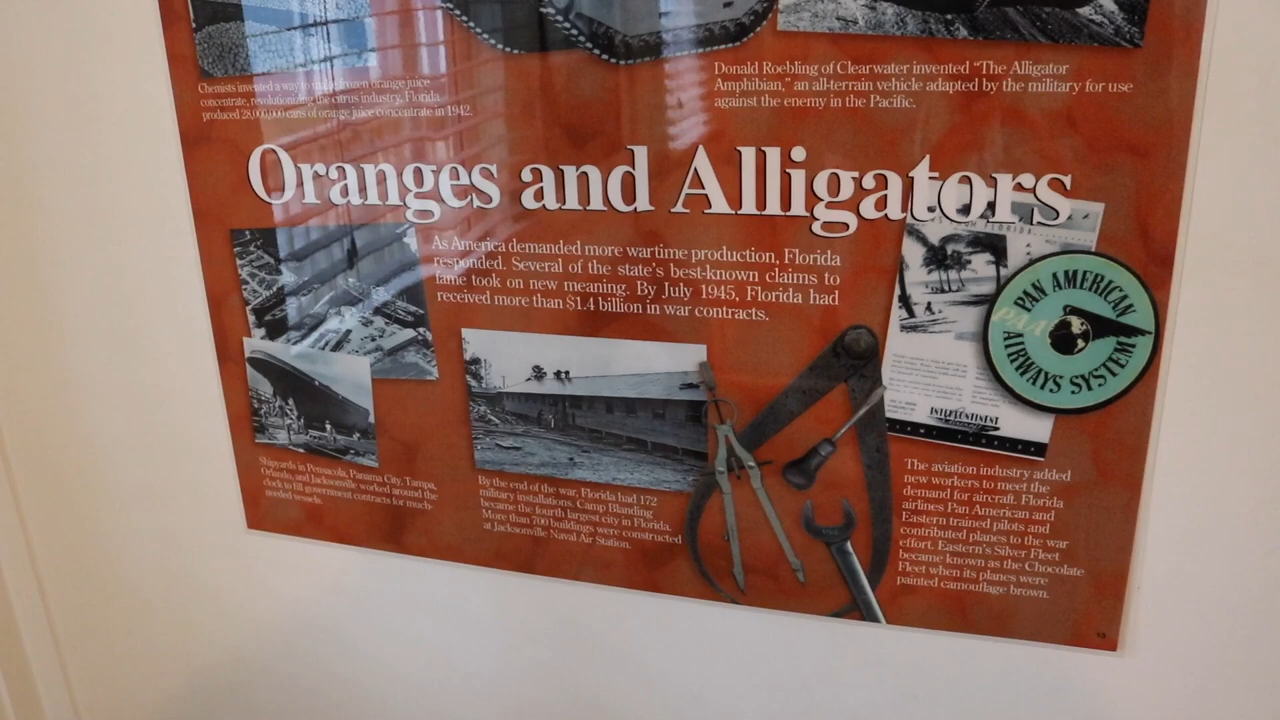 Chemists invented a way to make frozen orange juice
concentrate, revolutionizing the citrus industry. Florida
produced 28,000,000 cans of orange juice concentrate in 1942.
Donald Roebling of Clearwater invented “The Alligator
Amphibian,” an all-terrain vehicle adapted by the military for use
against the enemy in the Pacific.
Oranges and Alligators
As America demanded more wartime production, Florida
responded. Several of the state's best-known claims to
fame took on new meaning. By July 1945, Florida had
received more than $1.4 billion in war contracts.
FLORIDA
PAN AMERICAN
PAA
AIRWAYS SYSTEM
INTERCONTINENT
Aircraft
FLORIDA
Shipyards in Pensacola, Panama City, Tampa,
Orlando, and Jacksonville worked around the
clock to fill government contracts for much-
needed vessels.
By the end of the war, Florida had 172
military installations. Camp Blanding
became the fourth largest city in Florida.
More than 700 buildings were constructed
at Jacksonville Naval Air Station.
The aviation industry added
new workers to meet the
demand for aircraft. Florida
airlines Pan American and
Eastern trained pilots and
contributed planes to the war
effort. Eastern's Silver Fleet
became known as the Chocolate
Fleet when its planes were
painted camouflage brown.
13